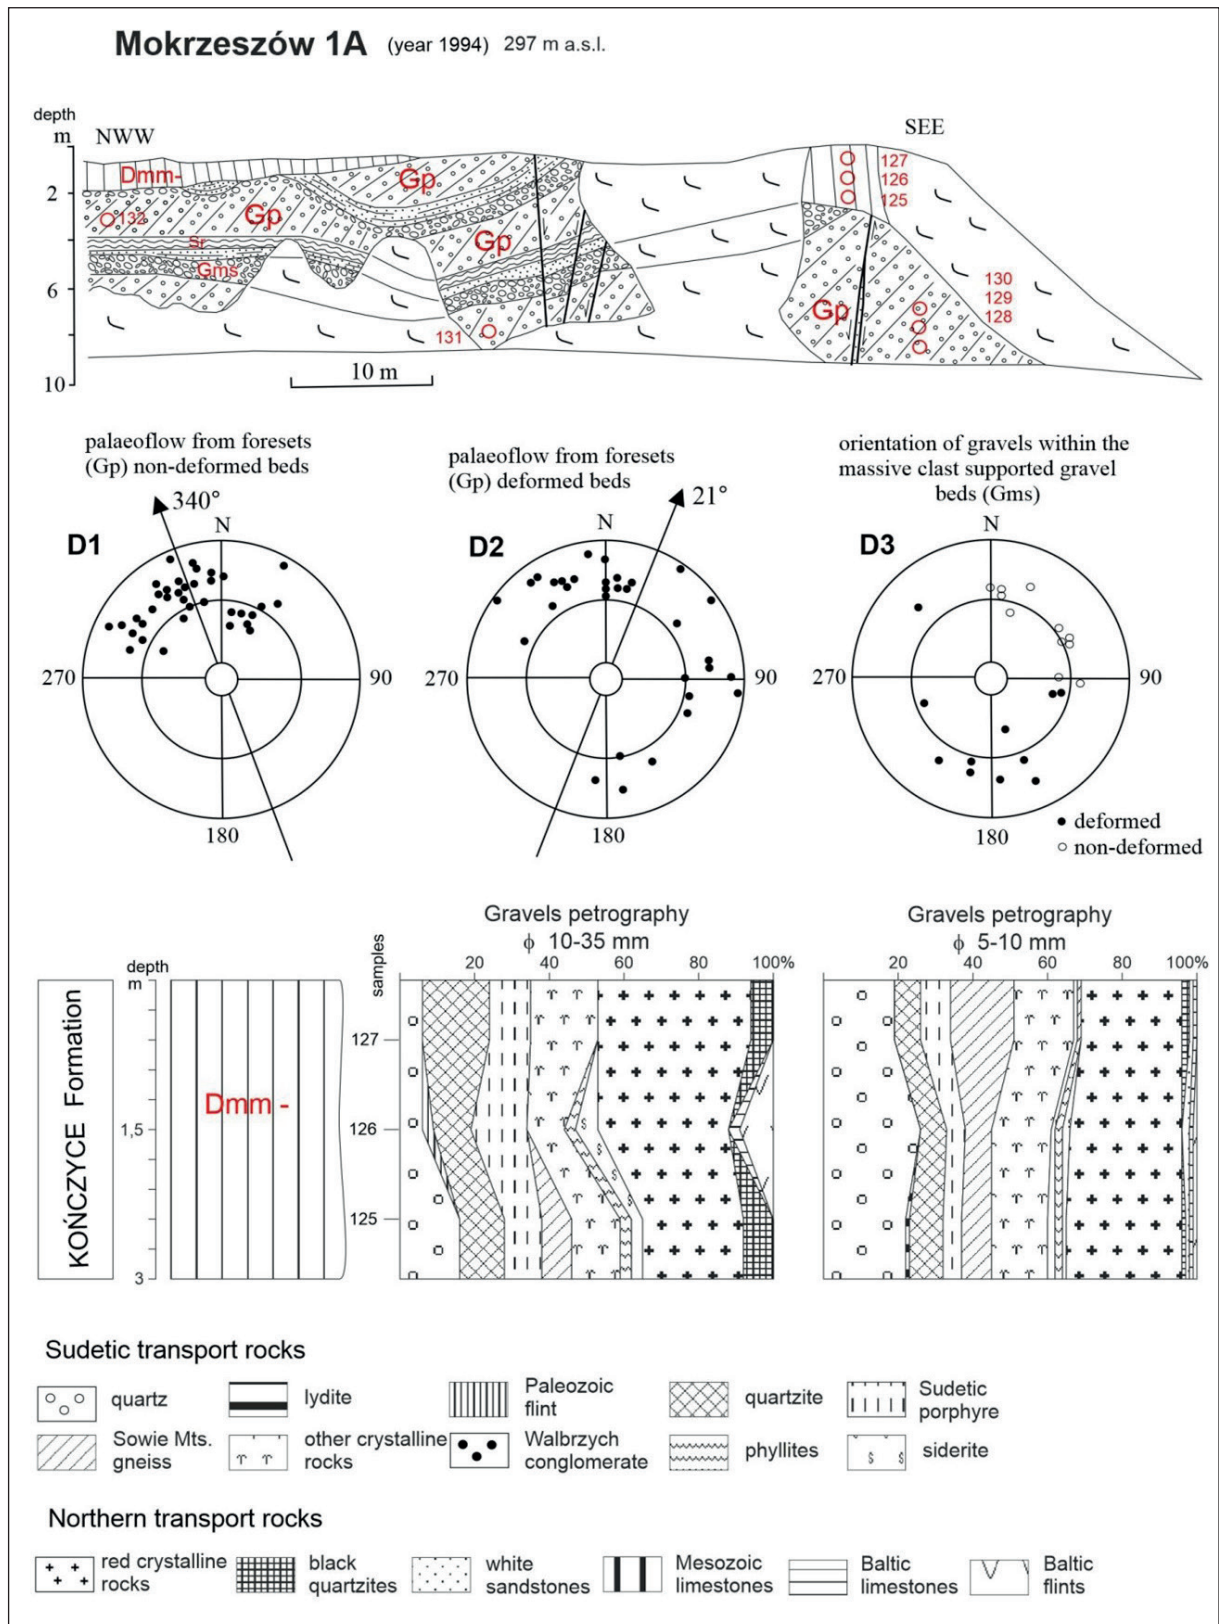 Mokrzeszów 1A (year 1994) 297 m a.s.l.
depth
m
NWW
SEE
2
6
10
Dmm-
Gp
Gp
Gp
Gp
132
Sr
Gms
131
127
126
125
130
129
128
10 m
palaeoflow from foresets
(Gp) non-deformed beds
340°
D1
N
270
90
180
palaeoflow from foresets
(Gp) deformed beds
21°
D2
N
270
90
180
orientation of gravels within the
massive clast supported gravel
beds (Gms)
D3
N
270
90
180
deformed
non-deformed
KOŃCZYCE Formation
depth
m
1,5
3
Dmm -
samples
127
126
125
Gravels petrography
ϕ 10-35 mm
20 40 60 80 100%
Gravels petrography
ϕ 5-10 mm
20 40 60 80 100%
Sudetic transport rocks
quartz
lydite
Paleozoic
flint
quartzite
Sudetic
porphyre
Sowie Mts.
gneiss
other crystalline
rocks
Walbrzych
conglomerate
phyllites
siderite
Northern transport rocks
red crystalline
rocks
black
quartzites
white
sandstones
Mesozoic
limestones
Baltic
limestones
Baltic
flints